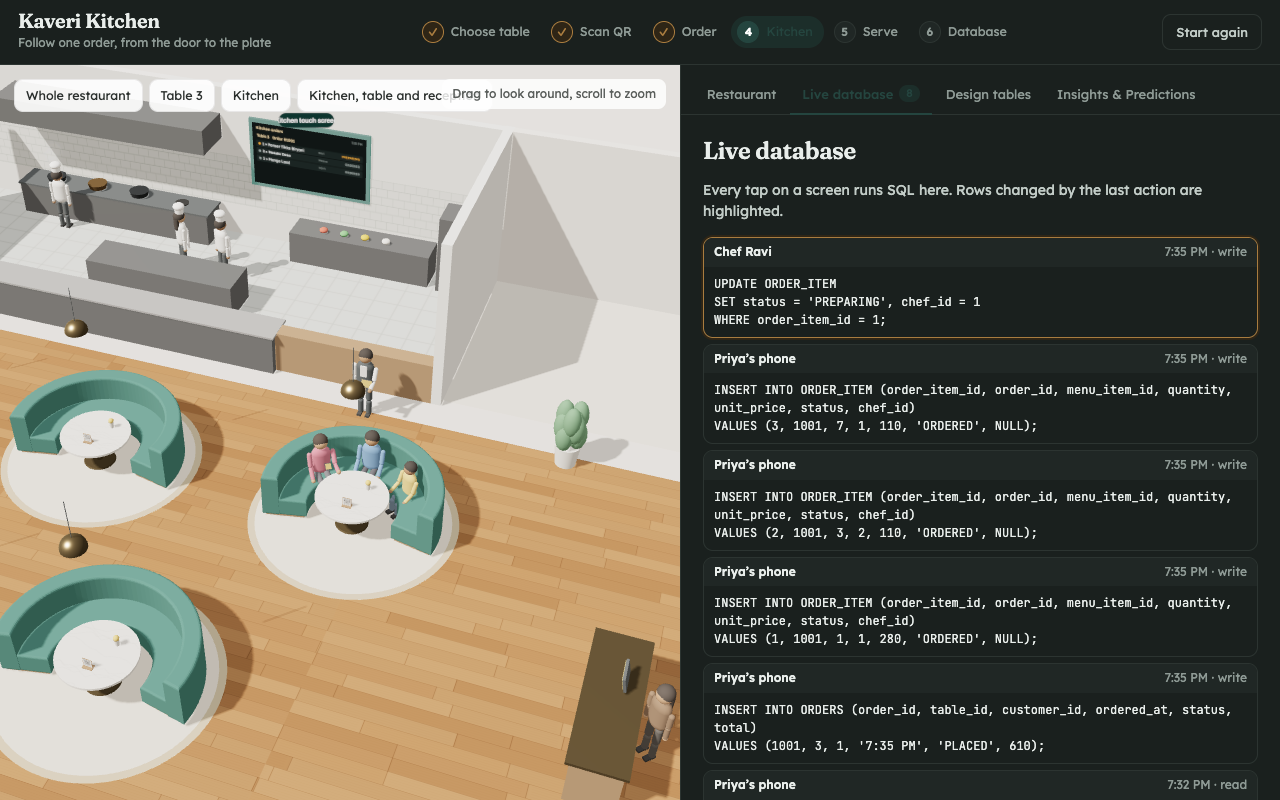 Kaveri Kitchen
Follow one order, from the door to the plate
Choose table
Scan QR
Order
4 Kitchen
5 Serve
6 Database
Start again
Whole restaurant
Table 3
Kitchen
Kitchen, table and rec
Drag to look around, scroll to zoom
Kitchen orders
Restaurant
Live database 8
Design tables
Insights & Predictions
Live database
Every tap on a screen runs SQL here. Rows changed by the last action are
highlighted.
Chef Ravi
7:35 PM · write
UPDATE ORDER_ITEM
SET status = 'PREPARING', chef_id = 1
WHERE order_item_id = 1;
Priya’s phone
7:35 PM · write
INSERT INTO ORDER_ITEM (order_item_id, order_id, menu_item_id, quantity,
unit_price, status, chef_id)
VALUES (3, 1001, 7, 1, 110, 'ORDERED', NULL);
Priya’s phone
7:35 PM · write
INSERT INTO ORDER_ITEM (order_item_id, order_id, menu_item_id, quantity,
unit_price, status, chef_id)
VALUES (2, 1001, 3, 2, 110, 'ORDERED', NULL);
Priya’s phone
7:35 PM · write
INSERT INTO ORDER_ITEM (order_item_id, order_id, menu_item_id, quantity,
unit_price, status, chef_id)
VALUES (1, 1001, 1, 1, 280, 'ORDERED', NULL);
Priya’s phone
7:35 PM · write
INSERT INTO ORDERS (order_id, table_id, customer_id, ordered_at, status,
total)
VALUES (1001, 3, 1, '7:35 PM', 'PLACED', 610);
Priya’s phone
7:32 PM · read